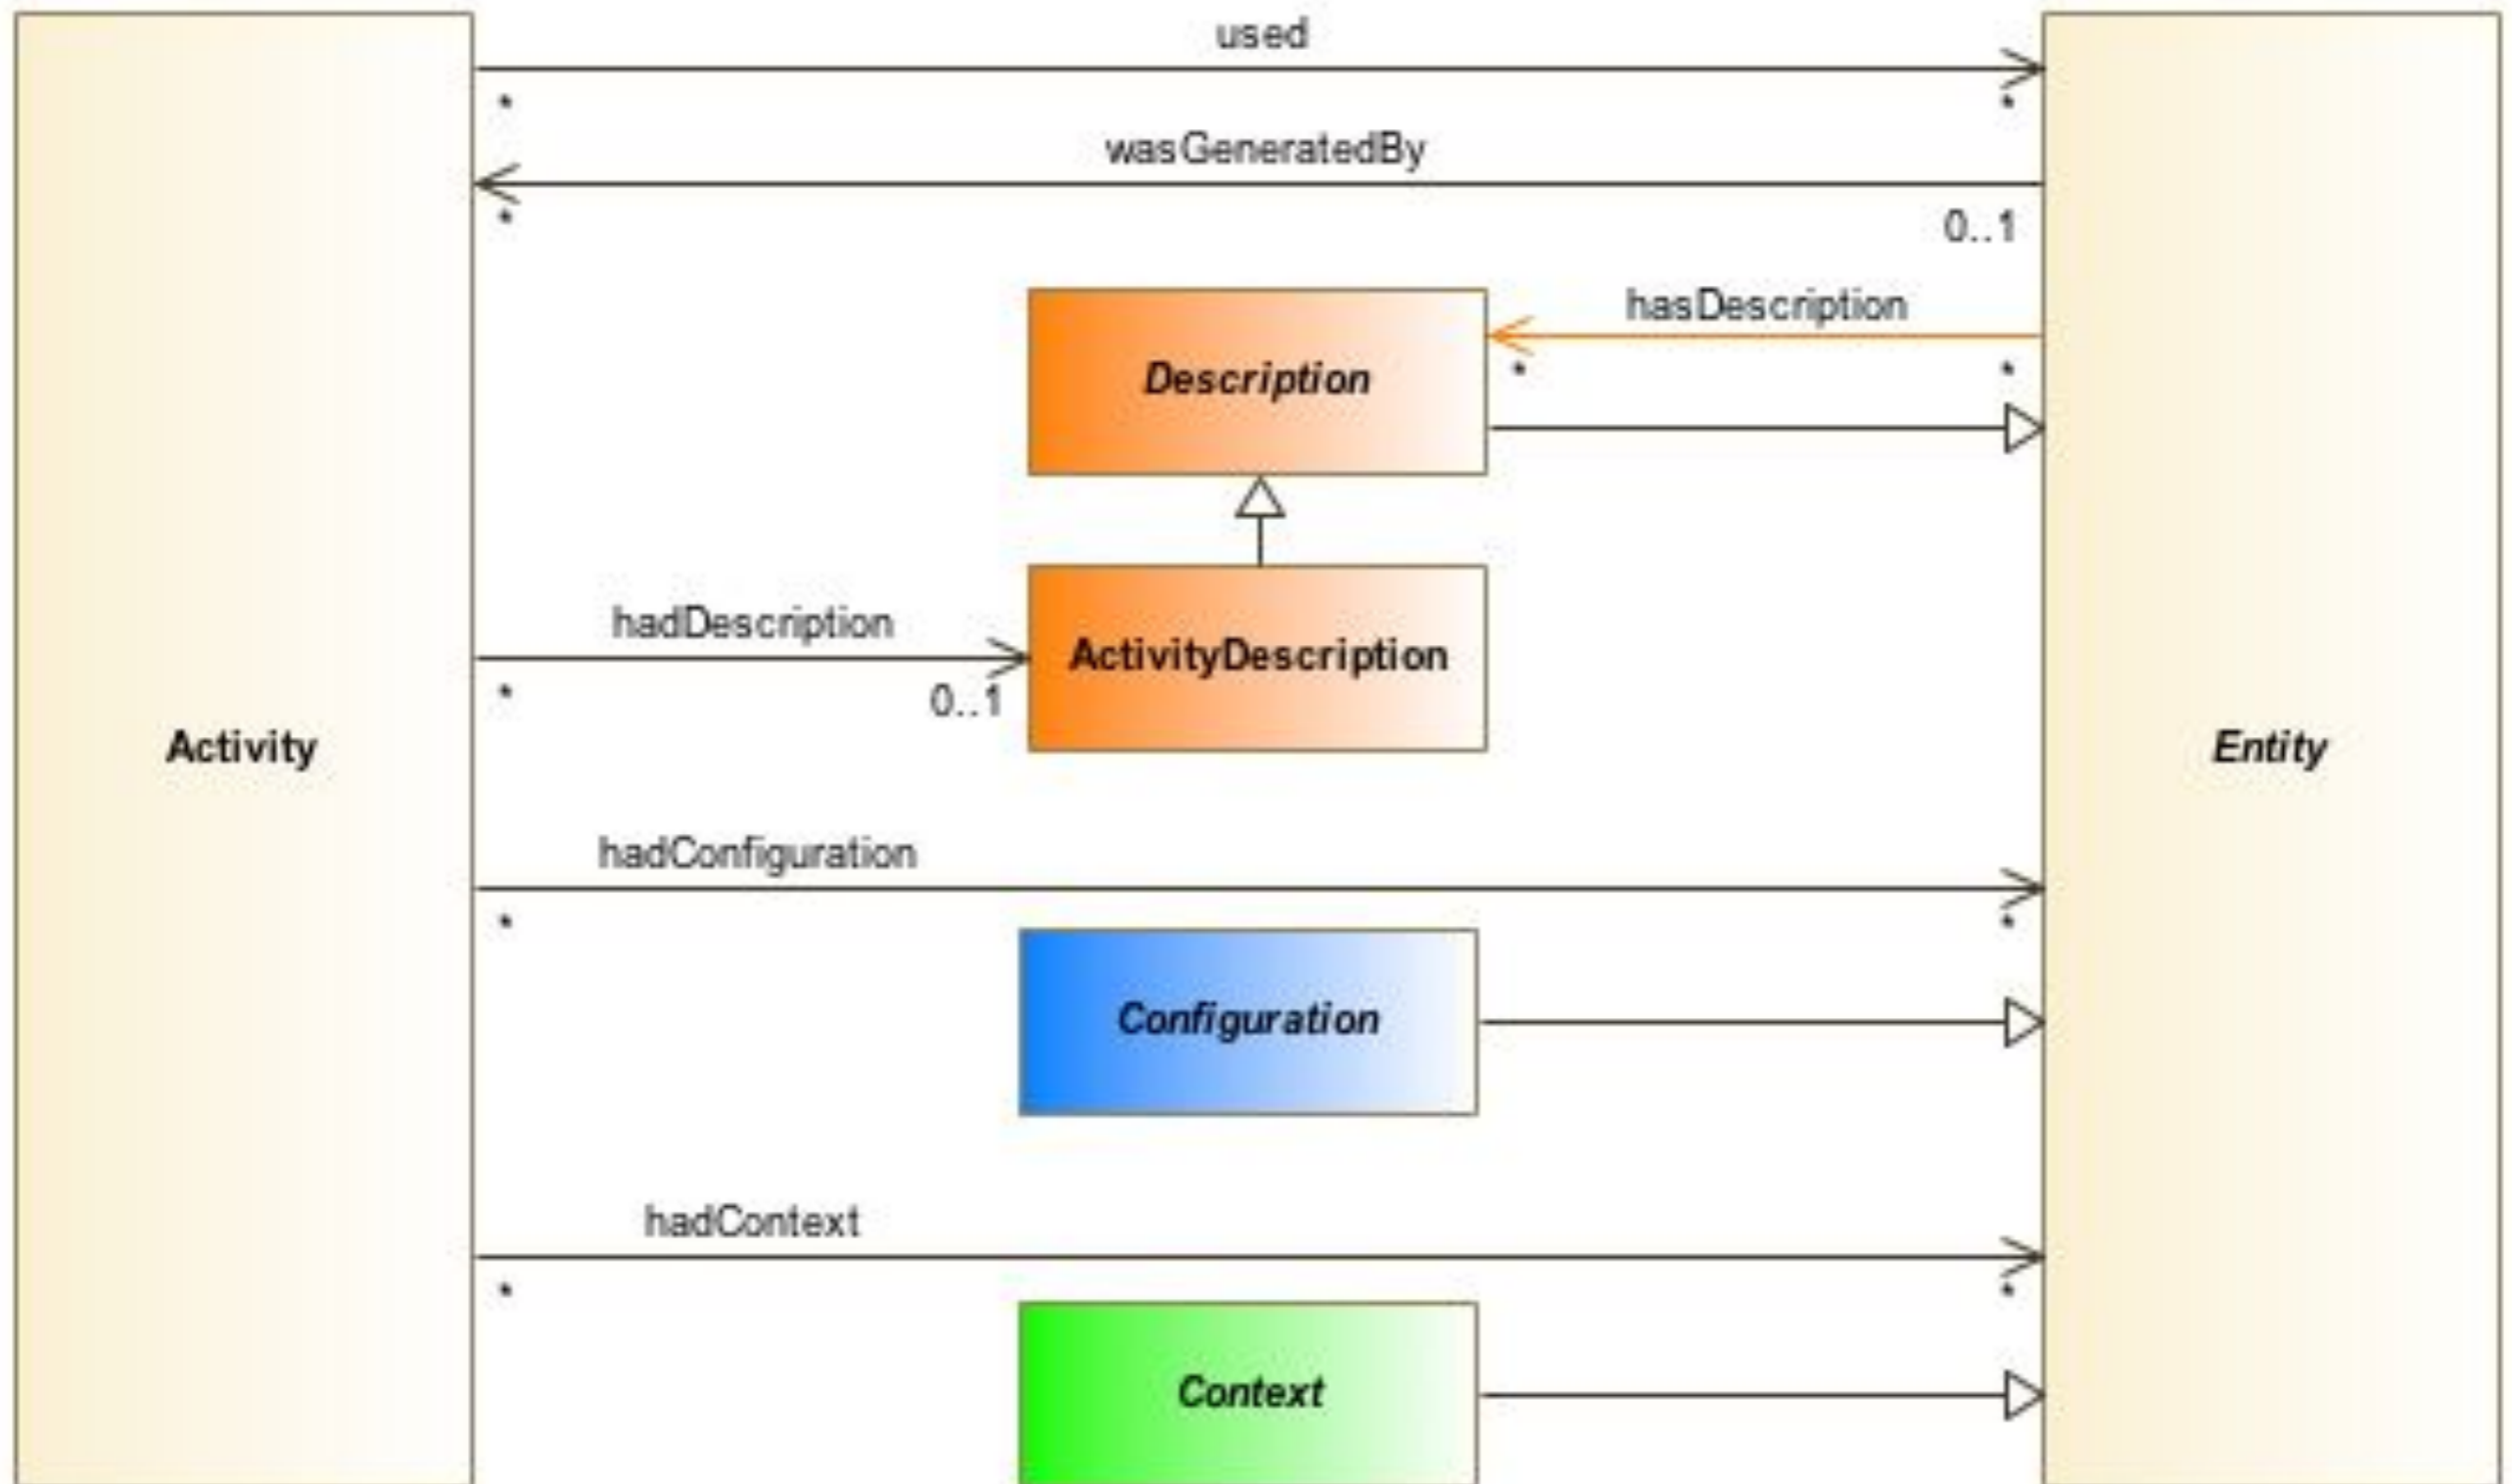 used
*
*
wasGeneratedBy
*
0..1
hasDescription
*
*
Description
hadDescription
*
0..1
ActivityDescription
Activity
Entity
hadConfiguration
*
*
Configuration
hadContext
*
*
Context